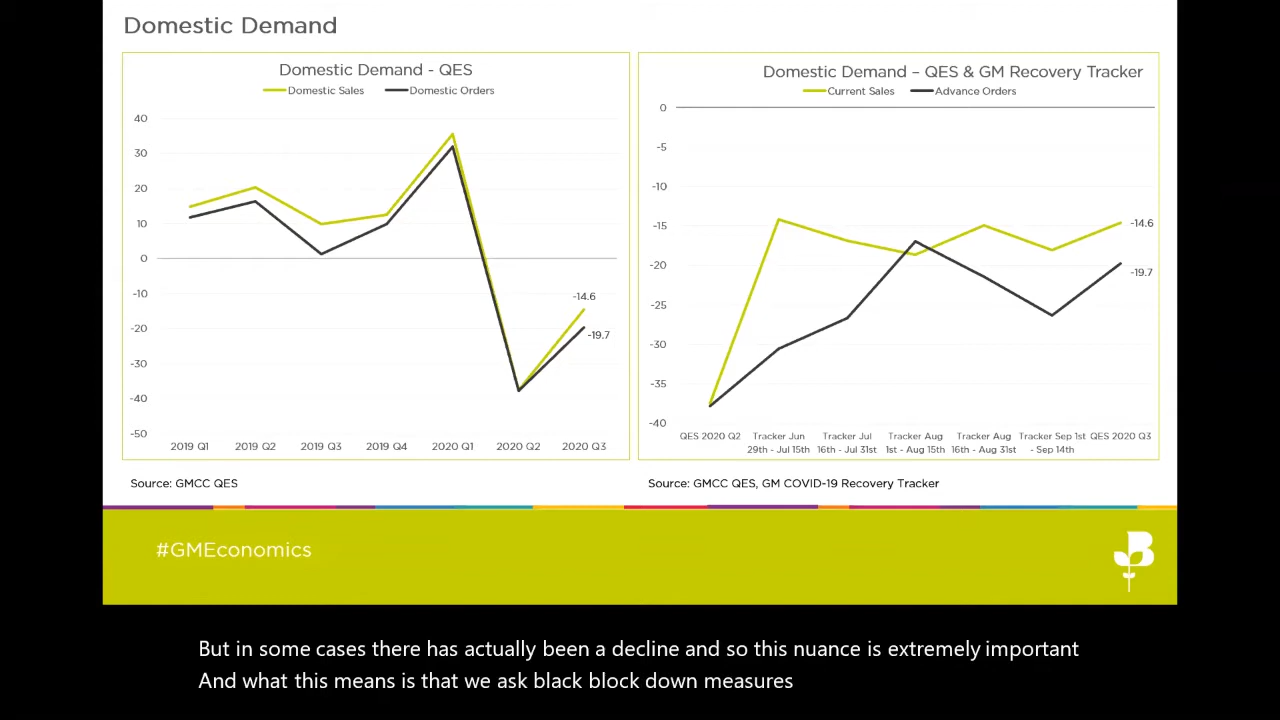 Domestic Demand
Domestic Demand - QES
Domestic Sales
Domestic Orders
40
30
20
10
0
-10
-20
-30
-40
-50
-14.6
-19.7
2019 Q1
2019 Q2
2019 Q3
2019 Q4
2020 Q1
2020 Q2
2020 Q3
Source: GMCC QES
Domestic Demand – QES & GM Recovery Tracker
Current Sales
Advance Orders
0
-5
-10
-15
-20
-25
-30
-35
-40
-14.6
-19.7
QES 2020 Q2
Tracker Jun
29th - Jul 15th
Tracker Jul
16th - Jul 31st
Tracker Aug
1st - Aug 15th
Tracker Aug
16th - Aug 31st
Tracker Sep 1st
- Sep 14th
QES 2020 Q3
Source: GMCC QES, GM COVID-19 Recovery Tracker
#GMEconomics
B
But in some cases there has actually been a decline and so this nuance is extremely important
And what this means is that we ask black block down measures